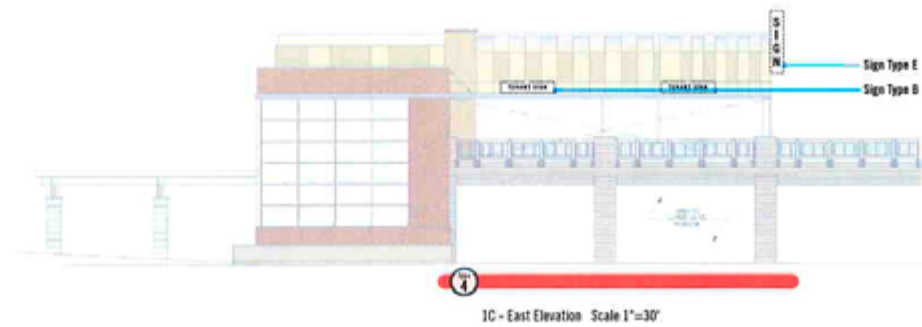 SIGN
Sign Type E
TENANT SIGN
TENANT SIGN
Sign Type B
4
1C - East Elevation Scale 1"=30'